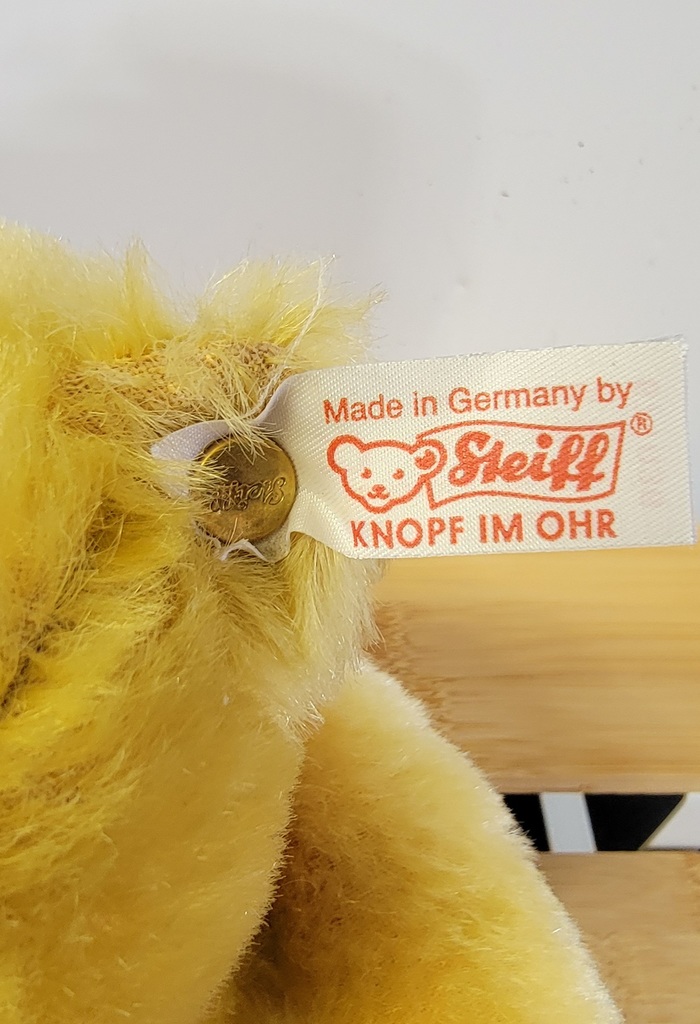 Made in Germany by
Steiff®
KNOPF IM OHR
Steiff